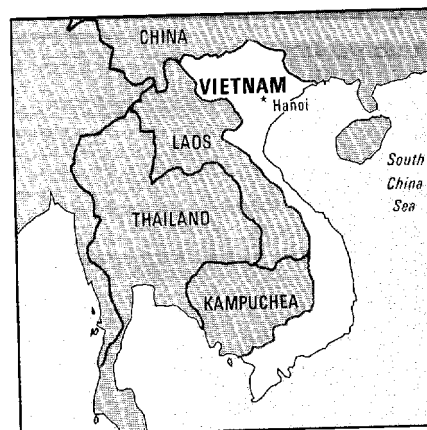 CHINA
VIETNAM
Hanoi
LAOS
South
China
Sea
THAILAND
KAMPUCHEA